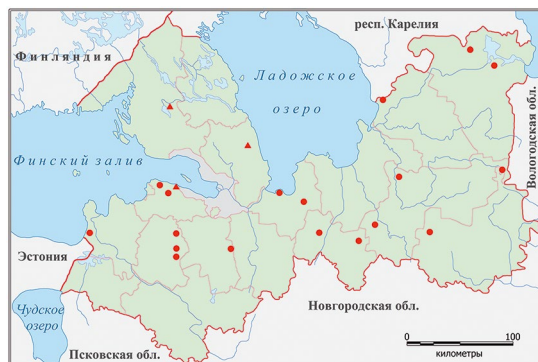 респ. Карелия
Финляндия
Ладожское
озеро
Вологодская обл.
Финский залив
Эстония
Чудское
озеро
Новгородская обл.
Псковская обл.
0 100
километры